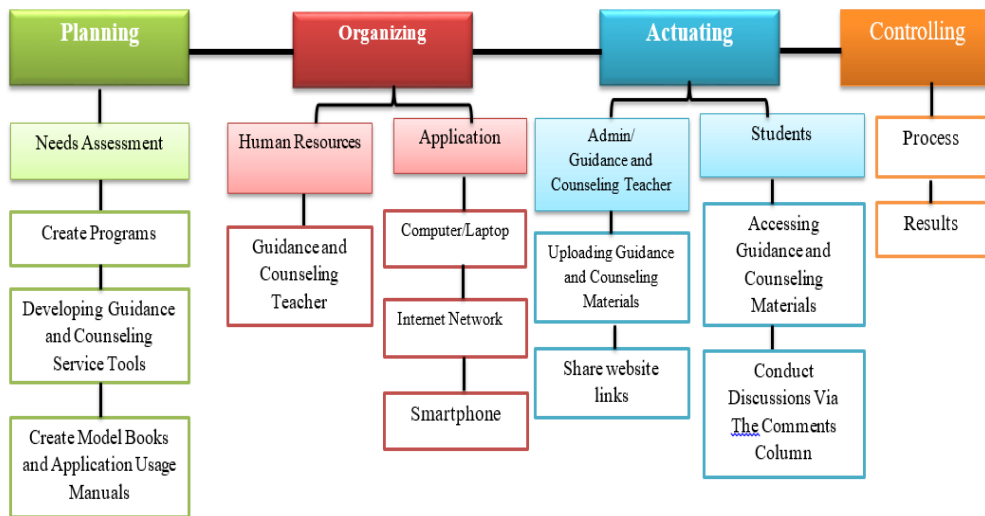 Planning
Organizing
Actuating
Controlling
Needs Assessment
Create Programs
Developing Guidance
and Counseling
Service Tools
Create Model Books
and Application Usage
Manuals
Human Resources
Guidance and
Counseling
Teacher
Application
Computer/Laptop
Internet Network
Smartphone
Admin/
Guidance and
Counseling Teacher
Uploading Guidance
and Counseling
Materials
Share website
links
Students
Accessing
Guidance and
Counseling
Materials
Conduct
Discussions Via
The Comments
Column
Process
Results